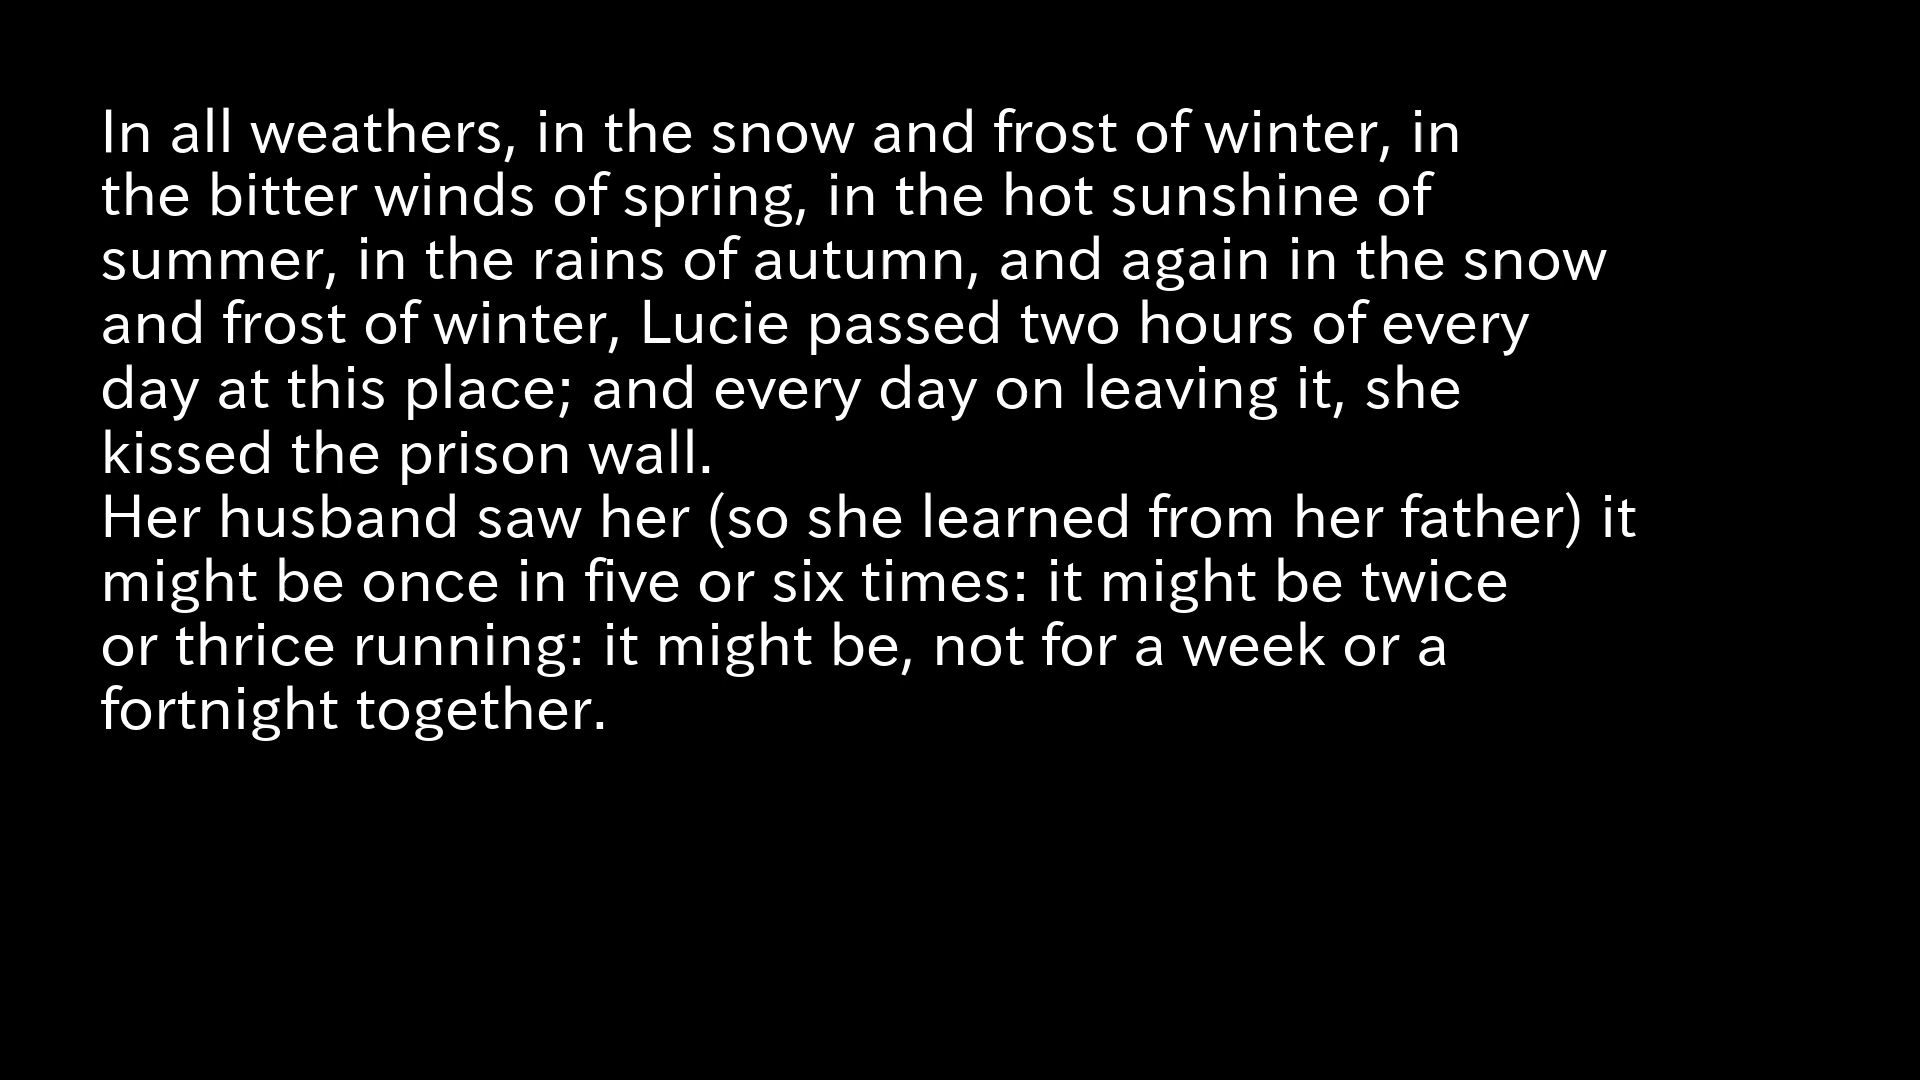 In all weathers, in the snow and frost of winter, in
the bitter winds of spring, in the hot sunshine of
summer, in the rains of autumn, and again in the snow
and frost of winter, Lucie passed two hours of every
day at this place; and every day on leaving it, she
kissed the prison wall.
Her husband saw her (so she learned from her father) it
might be once in five or six times: it might be twice
or thrice running: it might be, not for a week or a
fortnight together.